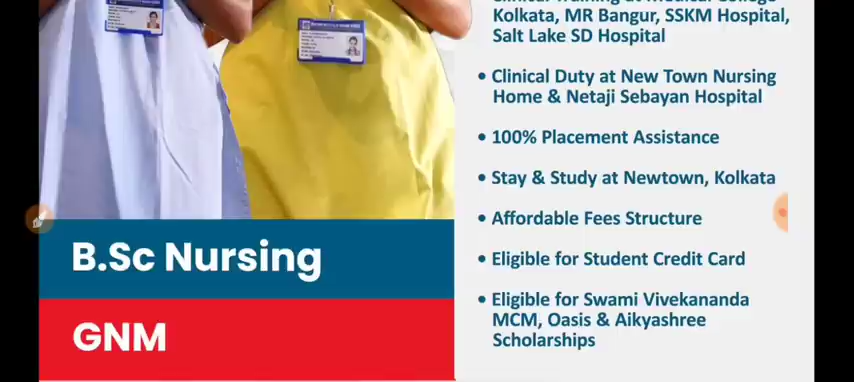 Kolkata, MR Bangur, SSKM Hospital,
Salt Lake SD Hospital
• Clinical Duty at New Town Nursing
Home & Netaji Sebayan Hospital
• 100% Placement Assistance
• Stay & Study at Newtown, Kolkata
• Affordable Fees Structure
• Eligible for Student Credit Card
• Eligible for Swami Vivekananda
MCM, Oasis & Aikyashree
Scholarships
B.Sc Nursing
GNM